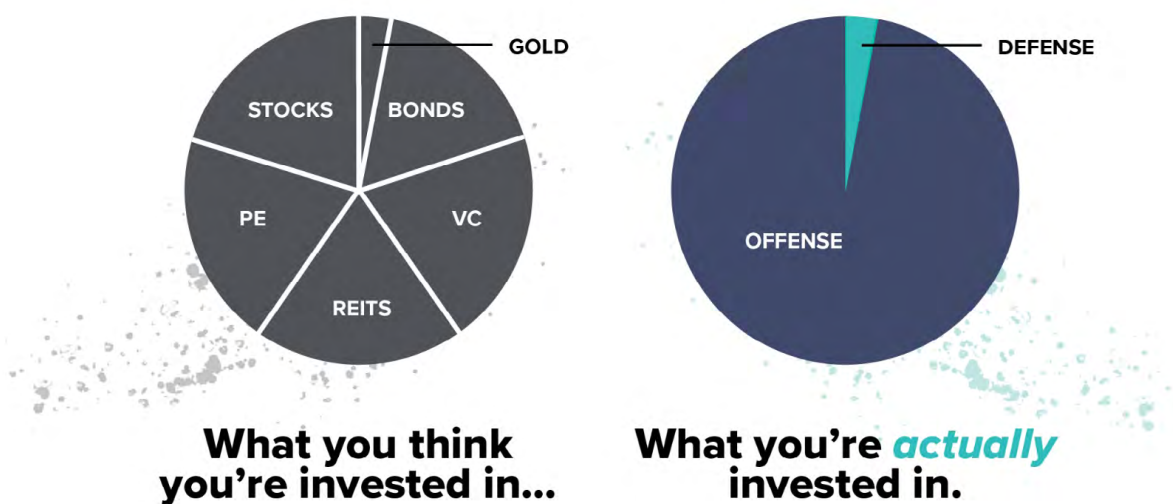 GOLD
STOCKS
BONDS
PE
VC
REITS
What you think
you're invested in...
DEFENSE
OFFENSE
What you're actually
invested in.